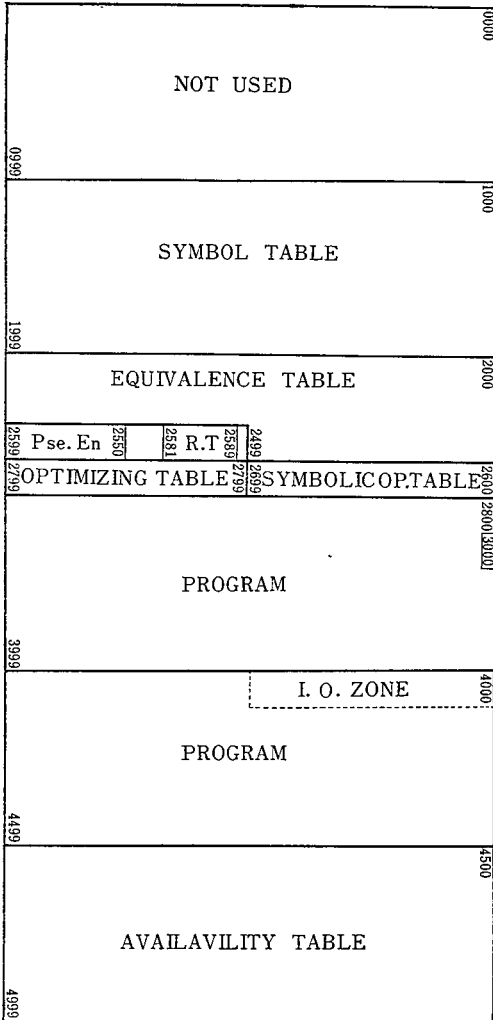 0000
NOT USED
0999
1000
SYMBOL TABLE
1999
2000
EQUIVALENCE TABLE
2499
2599
Pse. En
2550
2581
R.T
2589
2600
2799
OPTIMIZING TABLE
2799
2699
SYMBOLIC OP. TABLE
2800
3000
PROGRAM
3999
4000
I. O. ZONE
PROGRAM
4499
4500
AVAILAVILITY TABLE
4999